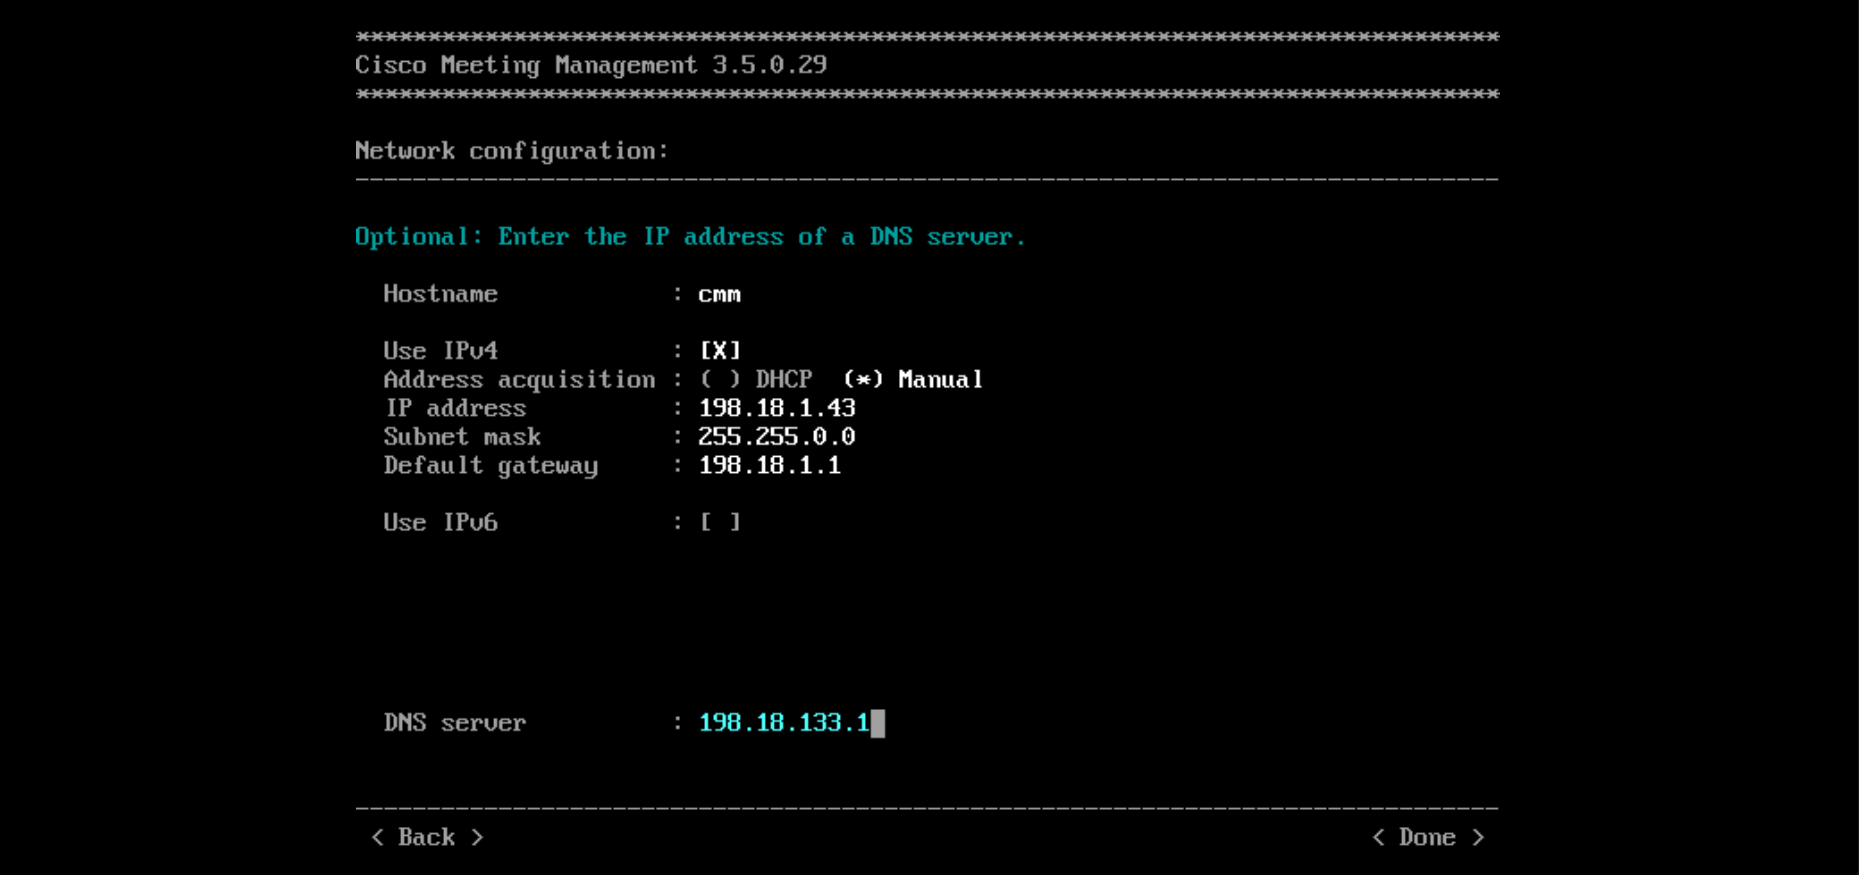 ********************************************************************************
Cisco Meeting Management 3.5.0.29
********************************************************************************
Network configuration:
--------------------------------------------------------------------------------
Optional: Enter the IP address of a DNS server.
Hostname : cmm
Use IPv4 : [X]
Address acquisition : ( ) DHCP (*) Manual
IP address : 198.18.1.43
Subnet mask : 255.255.0.0
Default gateway : 198.18.1.1
Use IPv6 : [ ]
DNS server : 198.18.133.1
--------------------------------------------------------------------------------
< Back > < Done >